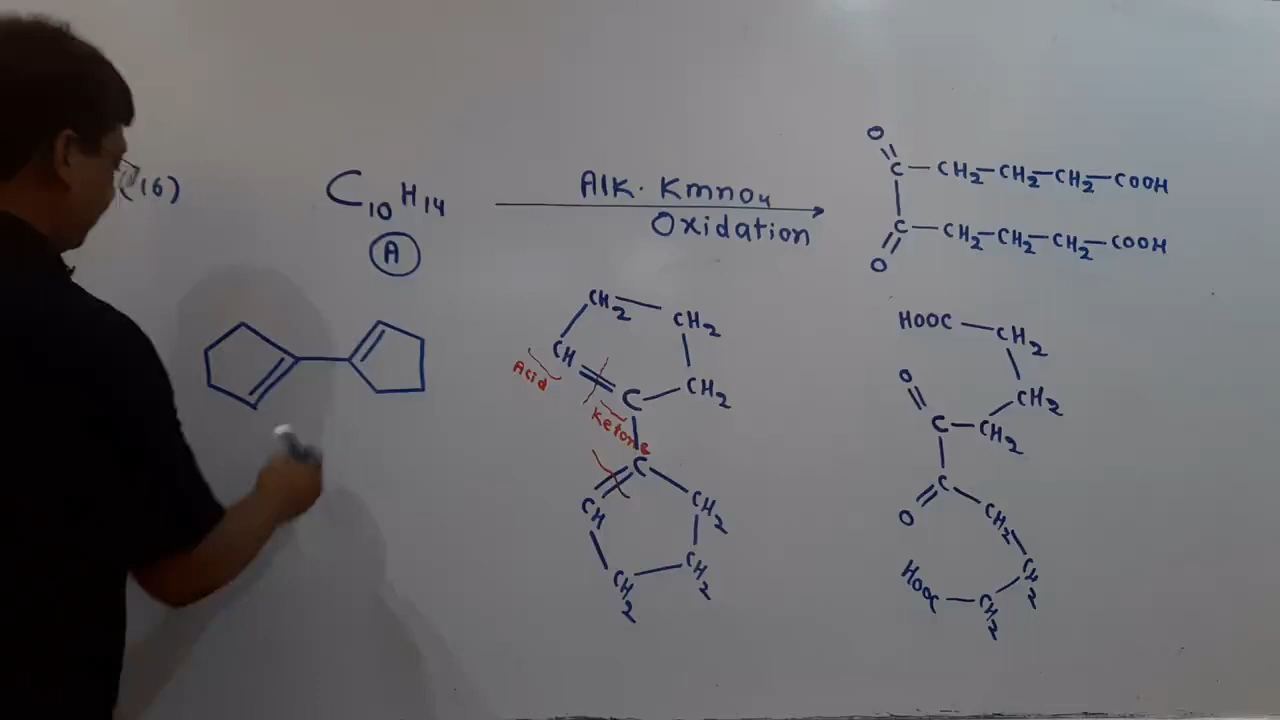 (16)
C10H14
A
Alk. KmnO4
Oxidation
O
C-CH2-CH2-CH2-COOH
C-CH2-CH2-CH2-COOH
O
CH2 CH2
CH CH2
C
Acid
Ketone
C
CH CH2
CH2 CH2
HOOC-CH2
O CH2
C-CH2
C
O CH2
CH2
HOOC-CH2